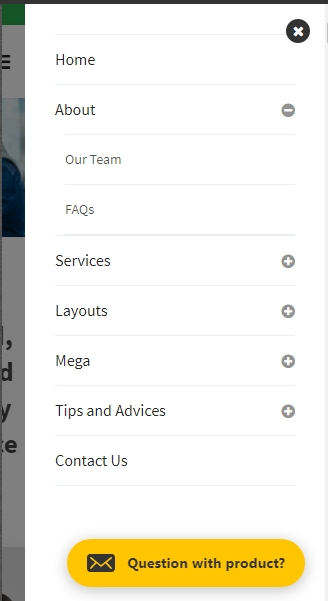 Home
About
Our Team
FAQs
Services
Layouts
Mega
Tips and Advices
Contact Us
Question with product?